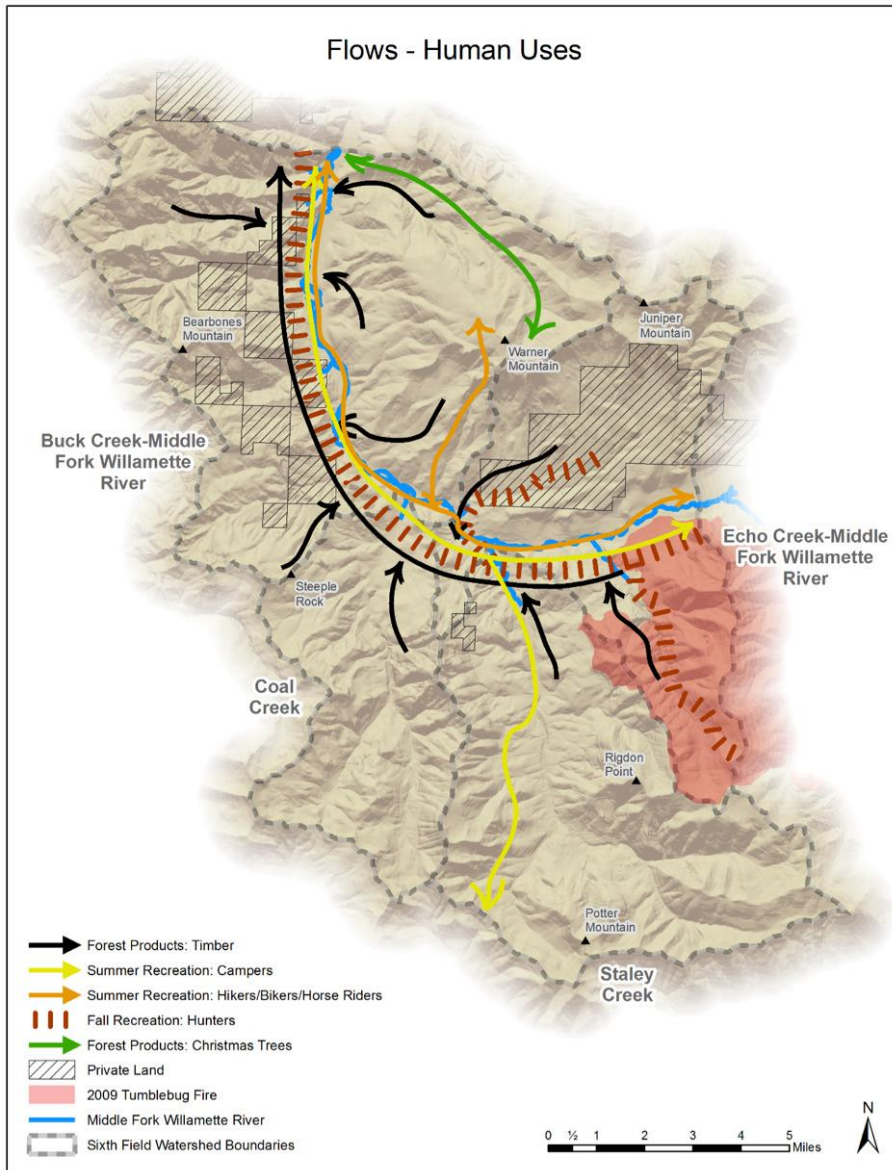 Flows - Human Uses
Juniper
Mountain
Bearbones
Mountain
Warner
Mountain
Buck Creek-Middle
Fork Willamette
River
Echo Creek-Middle
Fork Willamette
River
Steeple
Rock
Coal
Creek
Rigdon
Point
Potter
Mountain
Staley
Creek
Forest Products: Timber
Summer Recreation: Campers
Summer Recreation: Hikers/Bikers/Horse Riders
Fall Recreation: Hunters
Forest Products: Christmas Trees
Private Land
2009 Tumblebug Fire
Middle Fork Willamette River
Sixth Field Watershed Boundaries
0 ½ 1 2 3 4 5
Miles
N